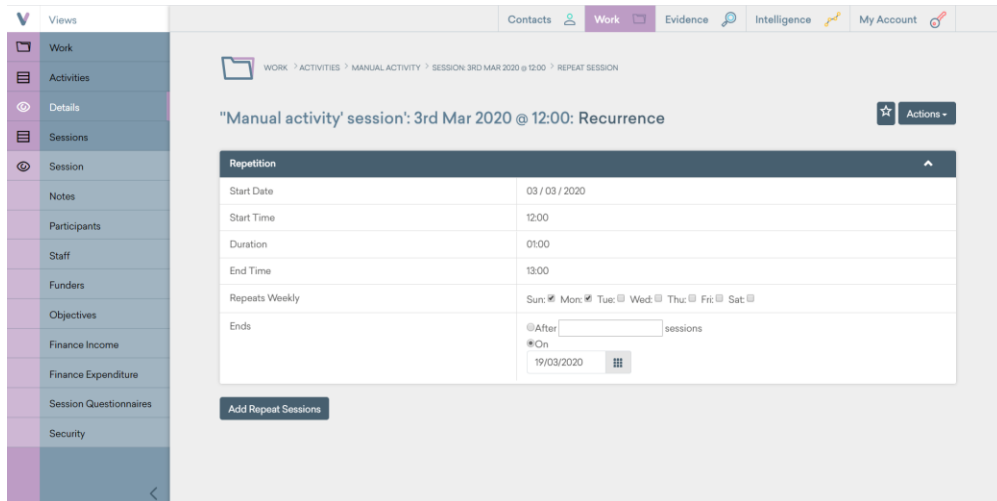 Views
Contacts
Work
Evidence
Intelligence
My Account
Work
Activities
Details
Sessions
Session
Notes
Participants
Staff
Funders
Objectives
Finance Income
Finance Expenditure
Session Questionnaires
Security
WORK > ACTIVITIES > MANUAL ACTIVITY > SESSION: 3RD MAR 2020 @ 12:00 > REPEAT SESSION
"Manual activity' session': 3rd Mar 2020 @ 12:00: Recurrence
Actions
Repetition
Start Date 03 / 03 / 2020
Start Time 12:00
Duration 01:00
End Time 13:00
Repeats Weekly Sun: Mon: Tue: Wed: Thu: Fri: Sat:
Ends After sessions
On
19/03/2020
Add Repeat Sessions